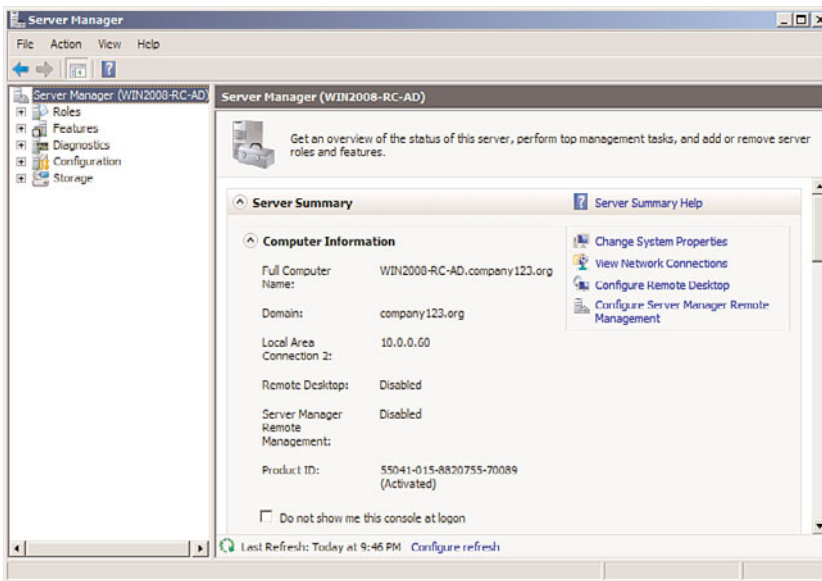 Server Manager
File Action View Help
Server Manager (WIN2008-RC-AD)
Roles
Features
Diagnostics
Configuration
Storage
Server Manager (WIN2008-RC-AD)
Get an overview of the status of this server, perform top management tasks, and add or remove server
roles and features.
Server Summary
Server Summary Help
Computer Information
Full Computer
Name:
WIN2008-RC-AD.company123.org
Domain:
company123.org
Local Area
Connection 2:
10.0.0.60
Remote Desktop:
Disabled
Server Manager
Remote
Management:
Disabled
Product ID:
55041-015-8820755-70089
(Activated)
Do not show me this console at logon
Change System Properties
View Network Connections
Configure Remote Desktop
Configure Server Manager Remote
Management
Last Refresh: Today at 9:46 PM Configure refresh